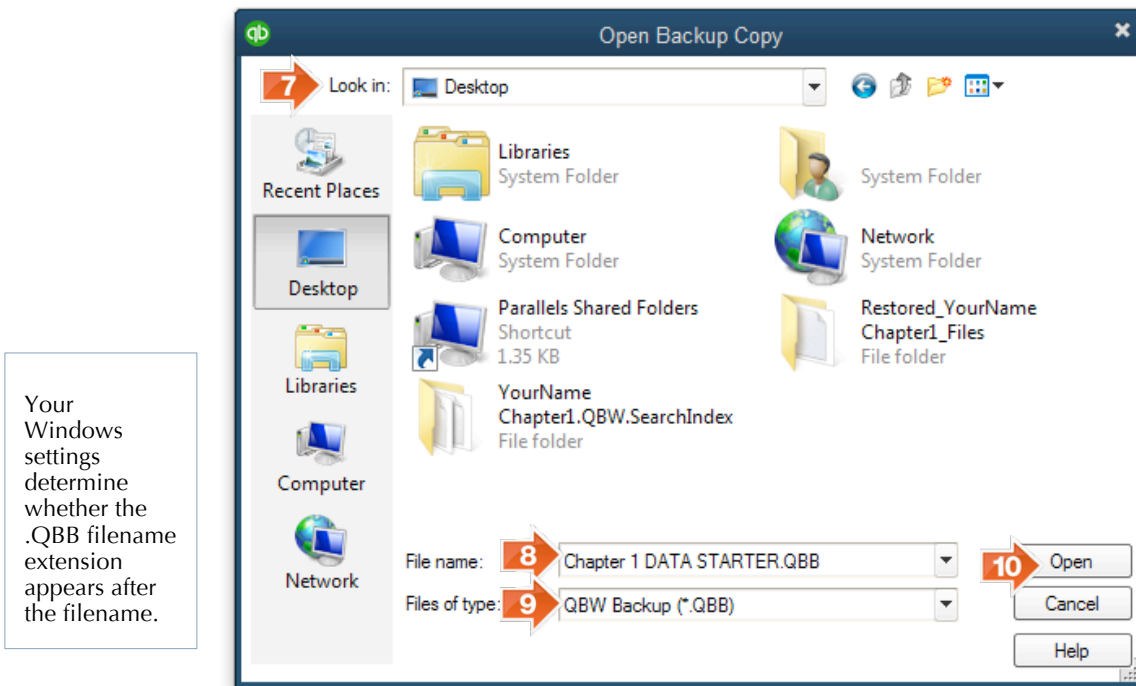 qb
Open Backup Copy
7 Look in: Desktop
Recent Places
Desktop
Libraries
Computer
Network
Libraries
System Folder
System Folder
Computer
System Folder
Network
System Folder
Parallels Shared Folders
Shortcut
1.35 KB
Restored_YourName
Chapter1_Files
File folder
YourName
Chapter1.QBW.SearchIndex
File folder
File name: 8 Chapter 1 DATA STARTER.QBB
10 Open
Files of type: 9 QBW Backup (*.QBB)
Cancel
Help
Your
Windows
settings
determine
whether the
.QBB filename
extension
appears after
the filename.